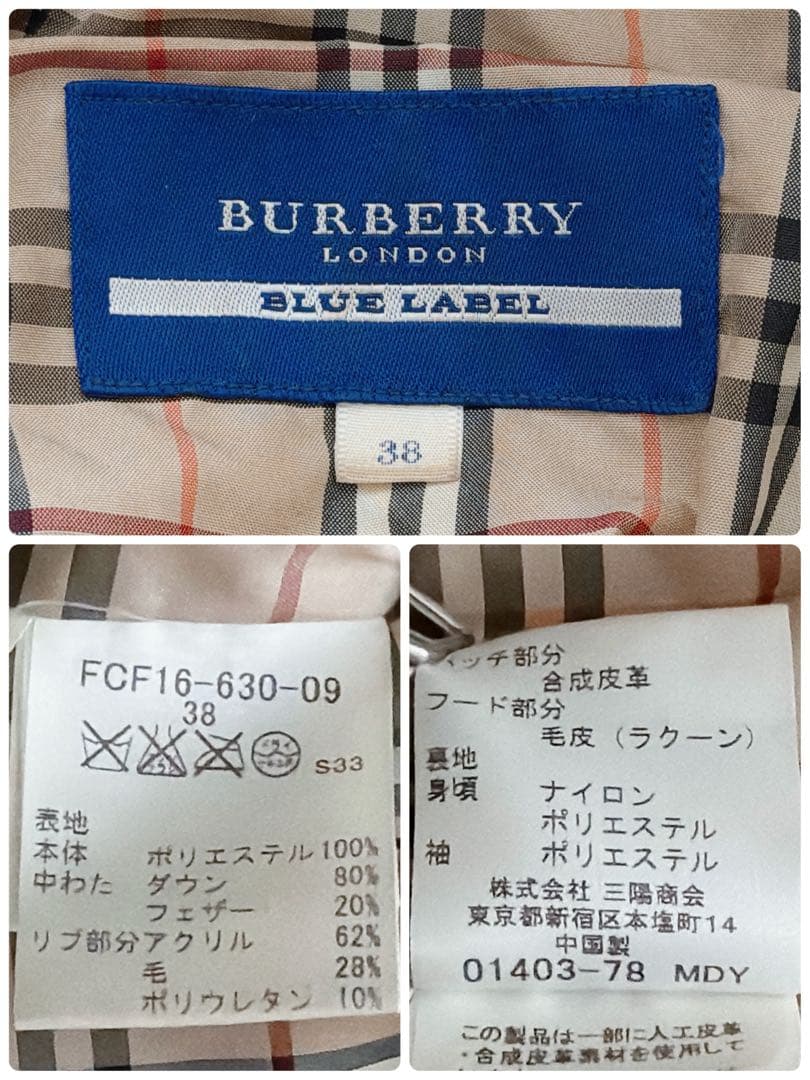 BURBERRY
LONDON
BLUE LABEL
38
FCF16-630-09
38
S33
表地
本体 ポリエステル 100%
中わた ダウン 80%
フェザー 20%
リブ部分 アクリル 62%
毛 28%
ポリウレタン 10%
ッチ部分
合成皮革
フード部分
毛皮（ラクーン）
裏地
身頃 ナイロン
ポリエステル
袖 ポリエステル
株式会社 三陽商会
東京都新宿区本塩町14
中国製
01403-78 MDY
この製品は一部に人工皮革
・合成皮革素材を使用して